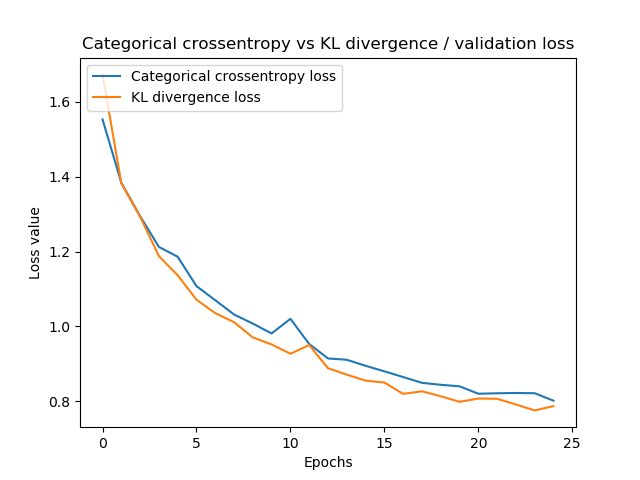 Categorical crossentropy vs KL divergence / validation loss
Categorical crossentropy loss
KL divergence loss
1.6
1.4
1.2
1.0
0.8
Loss value
0 5 10 15 20 25
Epochs